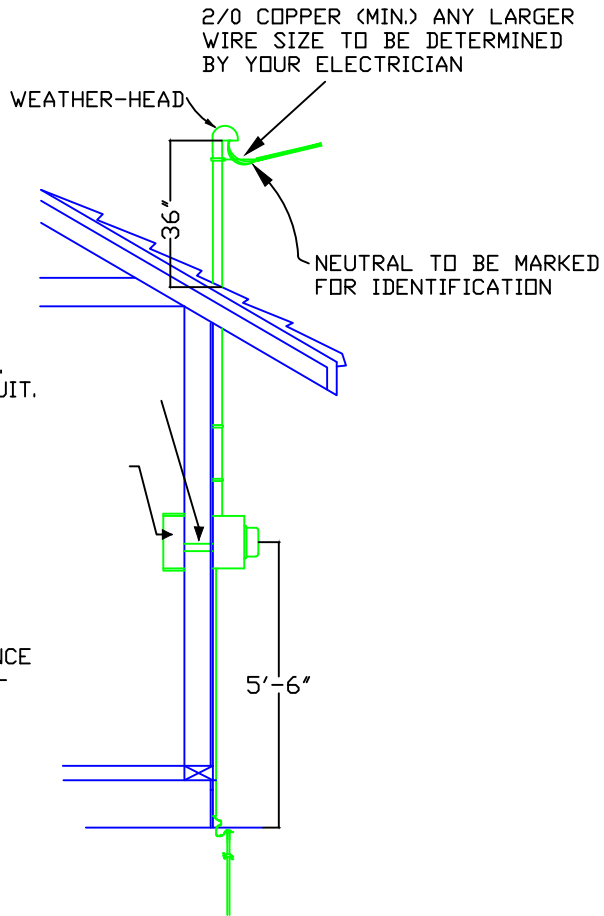 2/0 COPPER (MIN.) ANY LARGER
WIRE SIZE TO BE DETERMINED
BY YOUR ELECTRICIAN
WEATHER-HEAD
36"
NEUTRAL TO BE MARKED
FOR IDENTIFICATION
UIT.
NCE
5'-6"